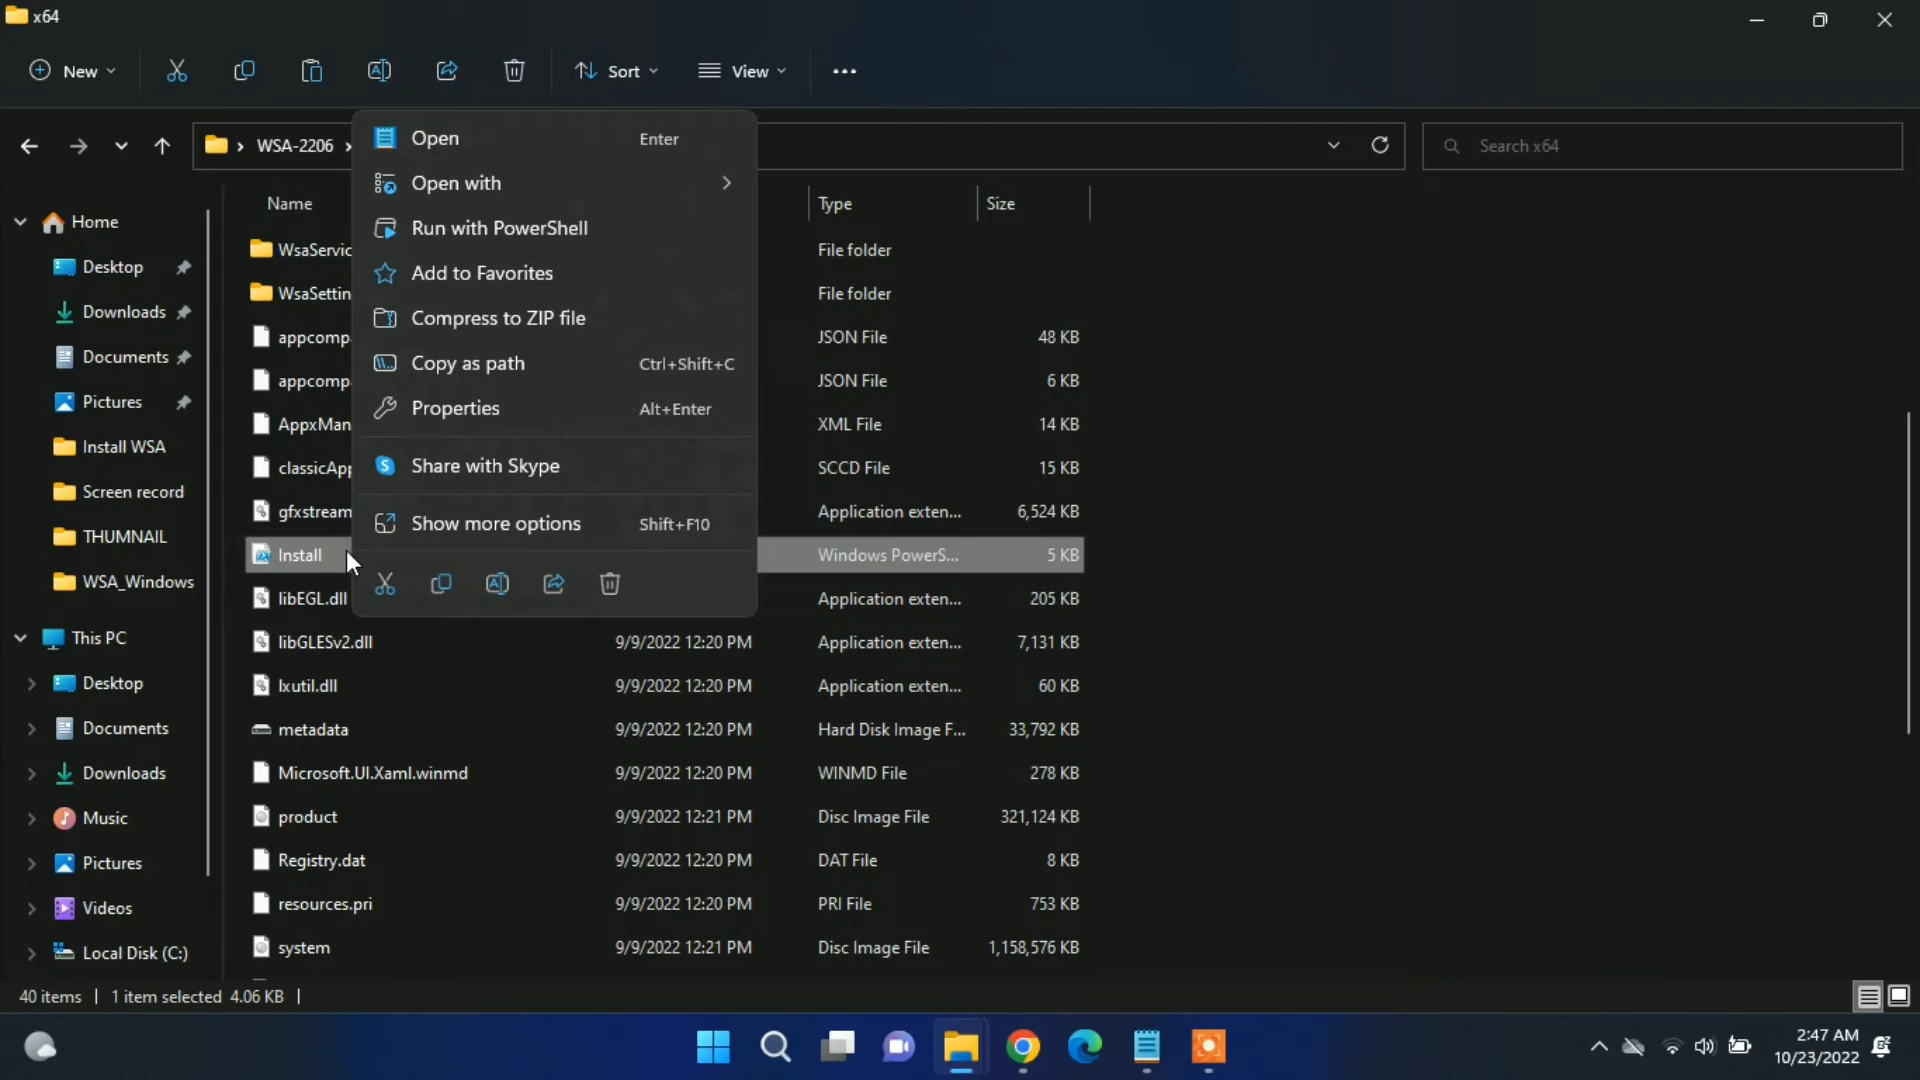 x64
New
Sort
View
WSA-2206
Search x64
Name
Type
Size
Open Enter
Open with
Run with PowerShell
Add to Favorites
Compress to ZIP file
Copy as path Ctrl+Shift+C
Properties Alt+Enter
Share with Skype
Show more options Shift+F10
Home
Desktop
Downloads
Documents
Pictures
Install WSA
Screen record
THUMNAIL
WSA_Windows
This PC
Desktop
Documents
Downloads
Music
Pictures
Videos
Local Disk (C:)
WsaServic File folder
WsaSettin File folder
appcomp JSON File 48 KB
appcomp JSON File 6 KB
AppxMan XML File 14 KB
classicApp SCCD File 15 KB
gfxstream Application exten... 6,524 KB
Install Windows PowerS... 5 KB
libEGL.dll Application exten... 205 KB
libGLESv2.dll 9/9/2022 12:20 PM Application exten... 7,131 KB
lxutil.dll 9/9/2022 12:20 PM Application exten... 60 KB
metadata 9/9/2022 12:20 PM Hard Disk Image F... 33,792 KB
Microsoft.UI.Xaml.winmd 9/9/2022 12:20 PM WINMD File 278 KB
product 9/9/2022 12:21 PM Disc Image File 321,124 KB
Registry.dat 9/9/2022 12:20 PM DAT File 8 KB
resources.pri 9/9/2022 12:20 PM PRI File 753 KB
system 9/9/2022 12:21 PM Disc Image File 1,158,576 KB
40 items 1 item selected 4.06 KB
2:47 AM
10/23/2022